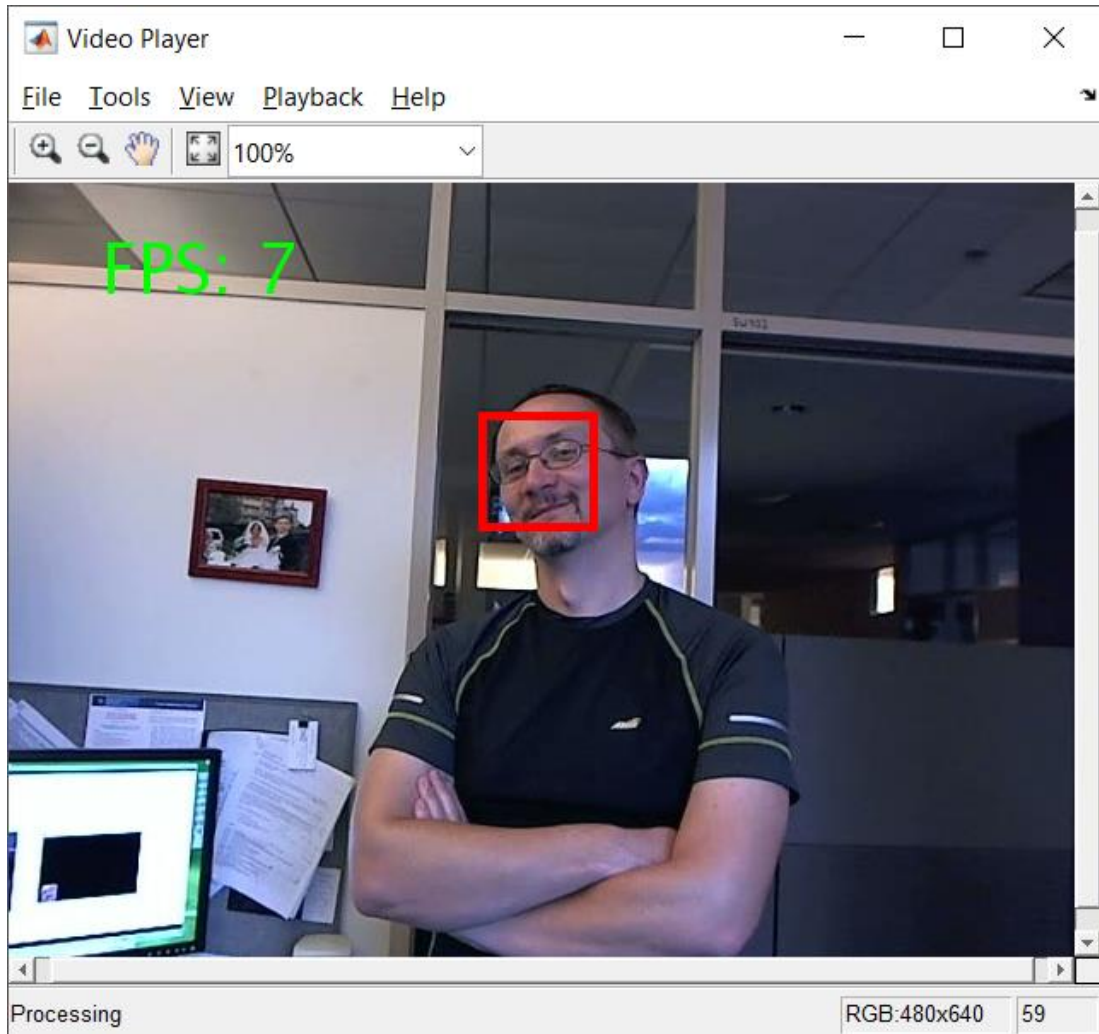 Video Player
File Tools View Playback Help
100%
FPS: 7
Processing
RGB:480x640
59